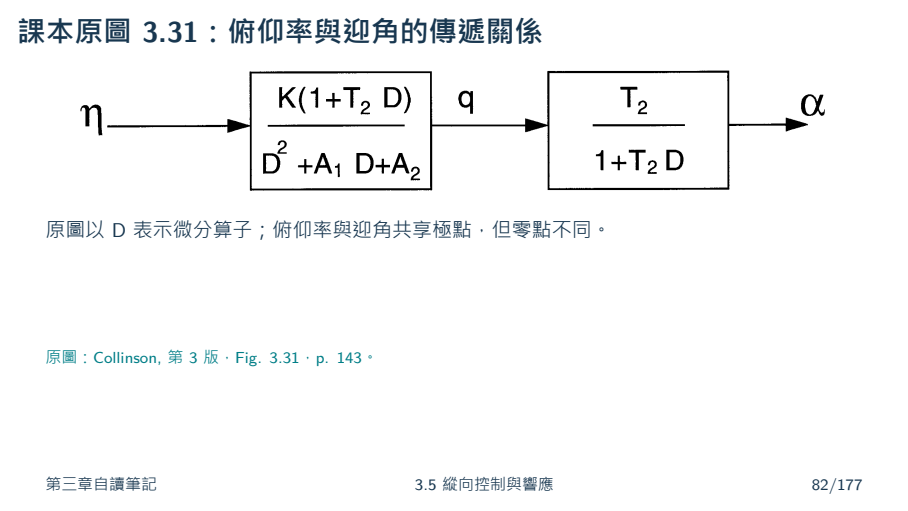 課本原圖 3.31：俯仰率與迎角的傳遞關係
η
K(1+T₂ D)
D² +A₁ D+A₂
q
T₂
1+T₂ D
α
原圖以 D 表示微分算子；俯仰率與迎角共享極點，但零點不同。
原圖：Collinson, 第 3 版，Fig. 3.31，p. 143。
第三章自讀筆記
3.5 縱向控制與響應
82/177